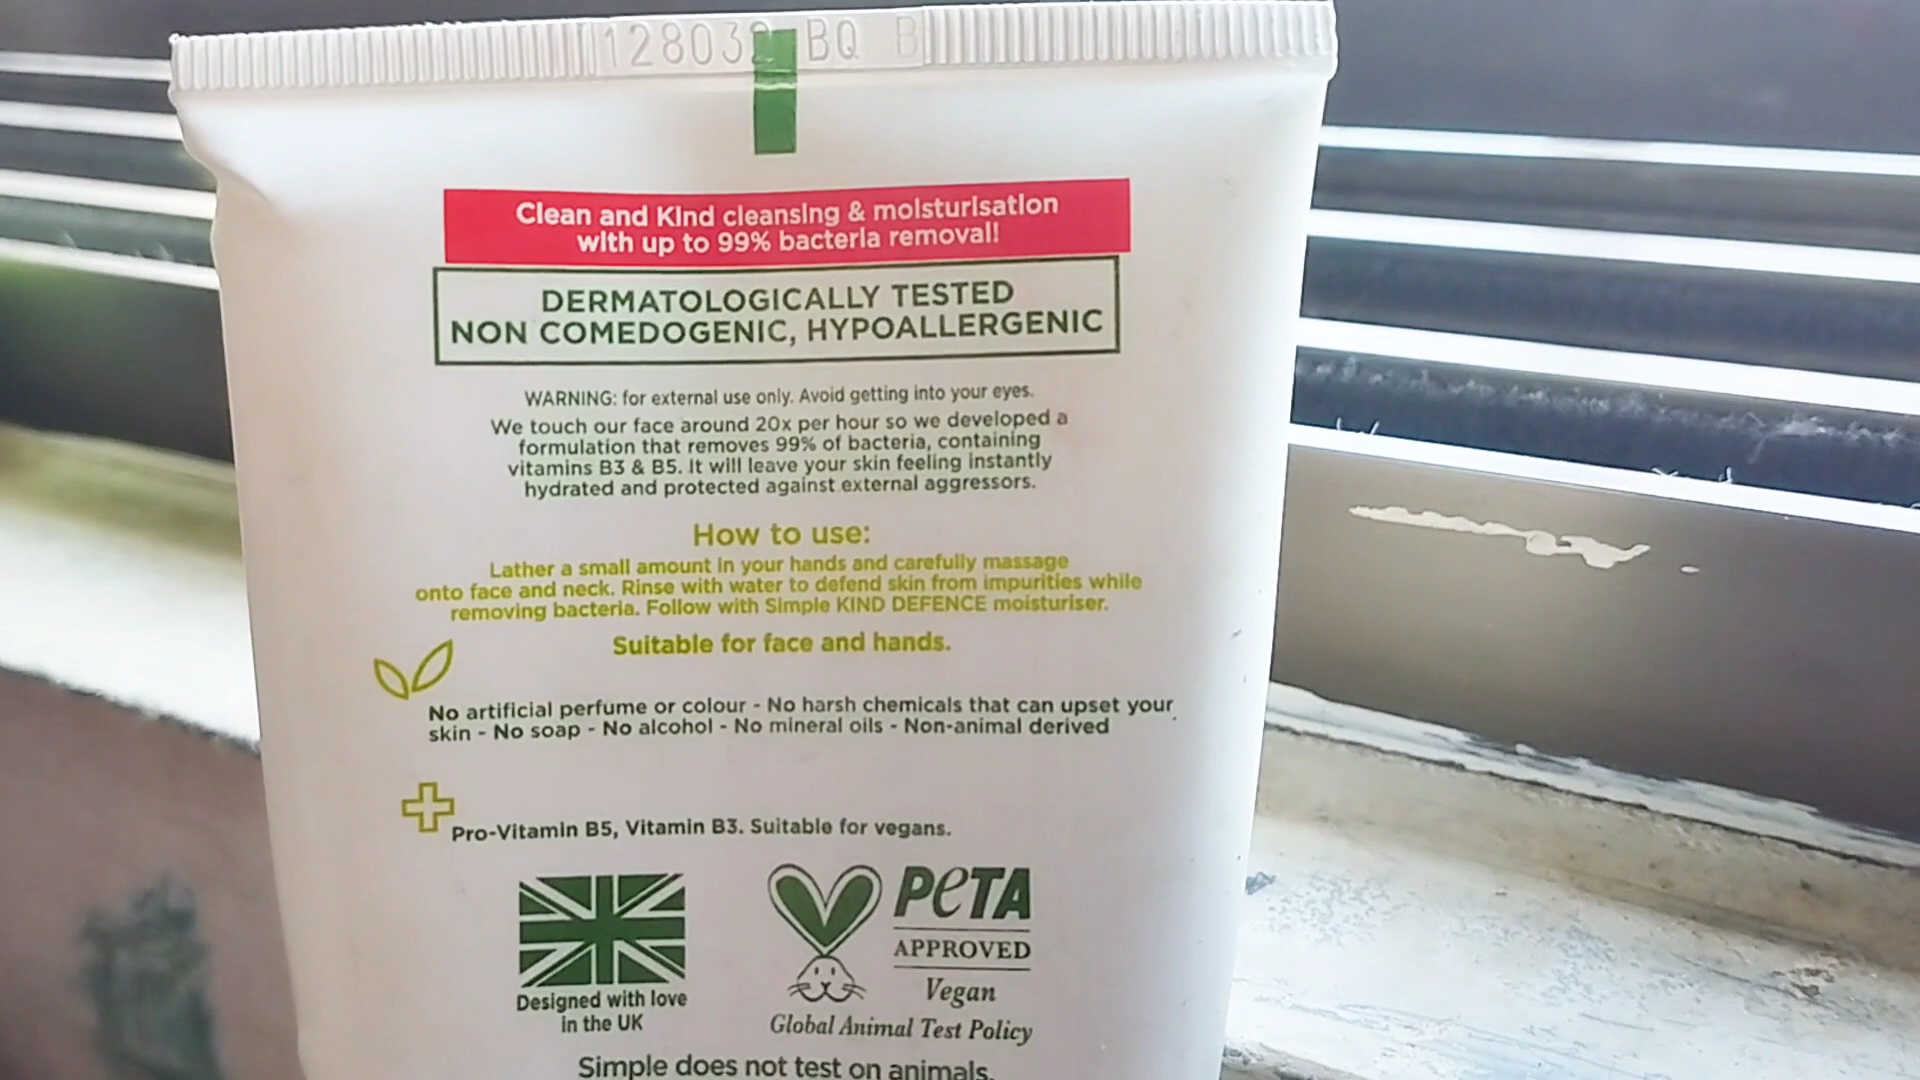 BQ B
Clean and Kind cleansing & moisturisation
with up to 99% bacteria removal!
DERMATOLOGICALLY TESTED
NON COMEDOGENIC, HYPOALLERGENIC
WARNING: for external use only. Avoid getting into your eyes.
We touch our face around 20x per hour so we developed a
formulation that removes 99% of bacteria, containing
vitamins B3 & B5. It will leave your skin feeling instantly
hydrated and protected against external aggressors.
How to use:
Lather a small amount in your hands and carefully massage
onto face and neck. Rinse with water to defend skin from impurities while
removing bacteria. Follow with Simple KIND DEFENCE moisturiser.
Suitable for face and hands.
No artificial perfume or colour - No harsh chemicals that can upset your
skin - No soap - No alcohol - No mineral oils - Non-animal derived
Pro-Vitamin B5, Vitamin B3. Suitable for vegans.
Designed with love
in the UK
PETA
APPROVED
Vegan
Global Animal Test Policy
Simple does not test on animals.